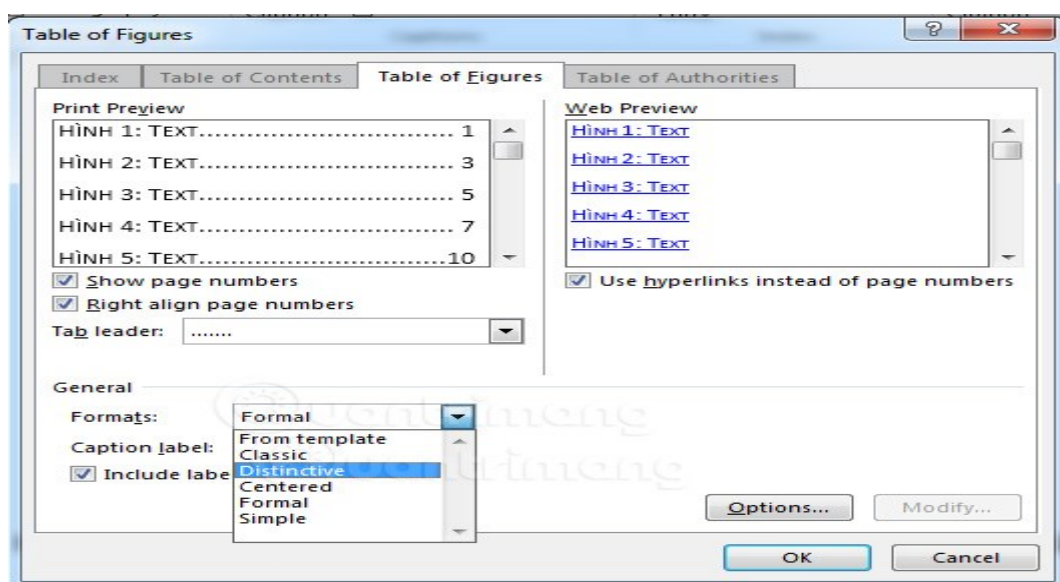 Table of Figures
Index Table of Contents Table of Figures Table of Authorities
Print Preview
HÌNH 1: TEXT................................ 1
HÌNH 2: TEXT................................ 3
HÌNH 3: TEXT................................ 5
HÌNH 4: TEXT................................ 7
HÌNH 5: TEXT................................10
Show page numbers
Right align page numbers
Tab leader: .......
Web Preview
HÌNH 1: TEXT
HÌNH 2: TEXT
HÌNH 3: TEXT
HÌNH 4: TEXT
HÌNH 5: TEXT
Use hyperlinks instead of page numbers
General
Formats: Formal
From template
Classic
Distinctive
Centered
Formal
Simple
Caption label:
Include labe
Quantrimang
Quantrimang
Options... Modify...
OK Cancel